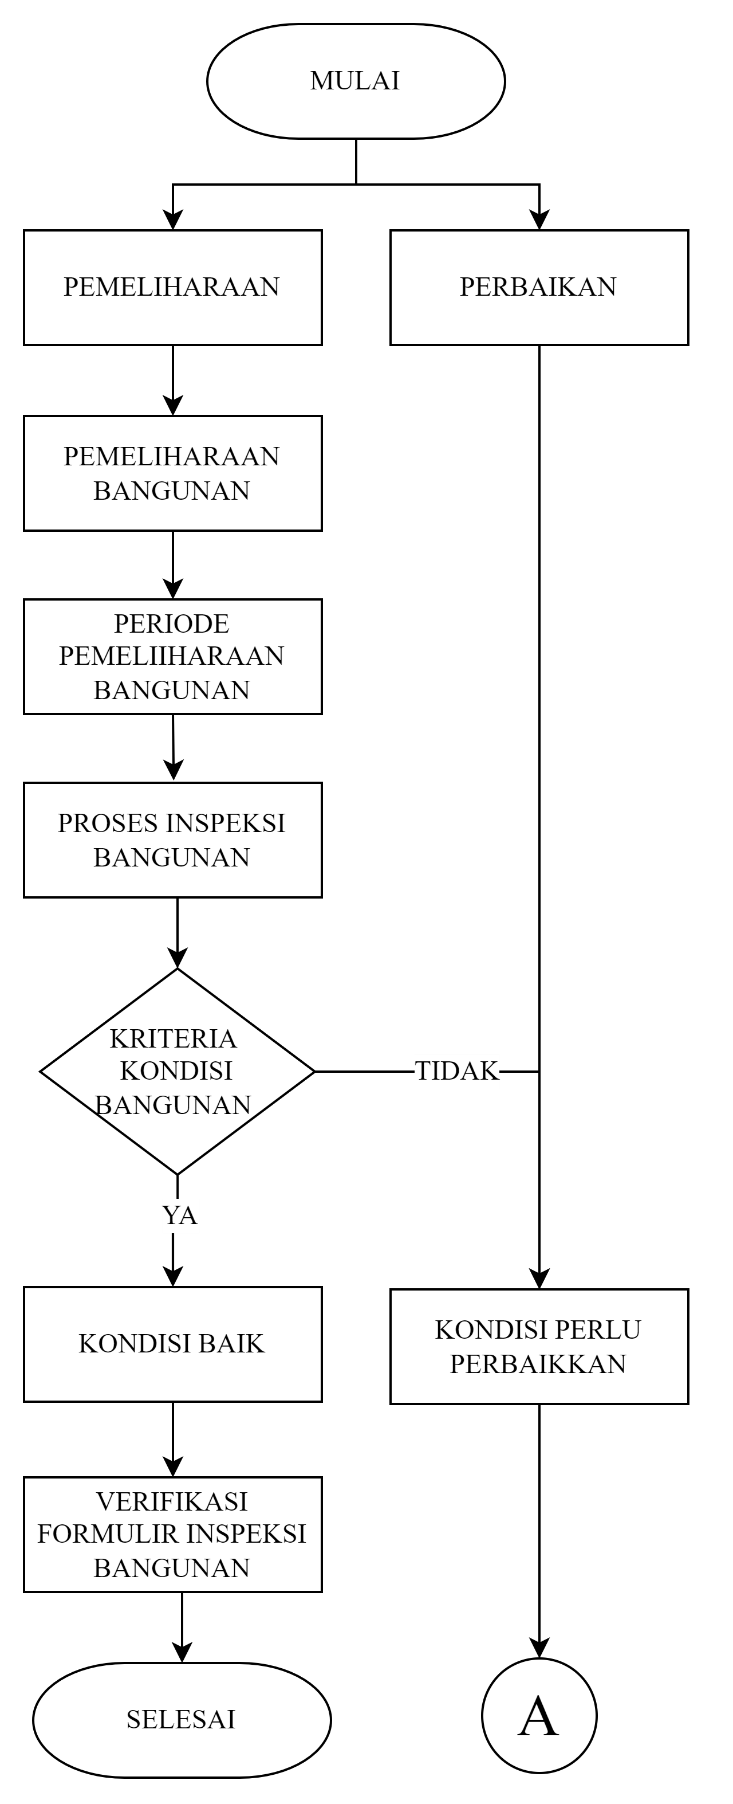 MULAI
PEMELIHARAAN
PERBAIKAN
PEMELIHARAAN
BANGUNAN
PERIODE
PEMELIIHARAAN
BANGUNAN
PROSES INSPEKSI
BANGUNAN
KRITERIA
KONDISI
BANGUNAN
TIDAK
YA
KONDISI BAIK
KONDISI PERLU
PERBAIKKAN
VERIFIKASI
FORMULIR INSPEKSI
BANGUNAN
SELESAI
A